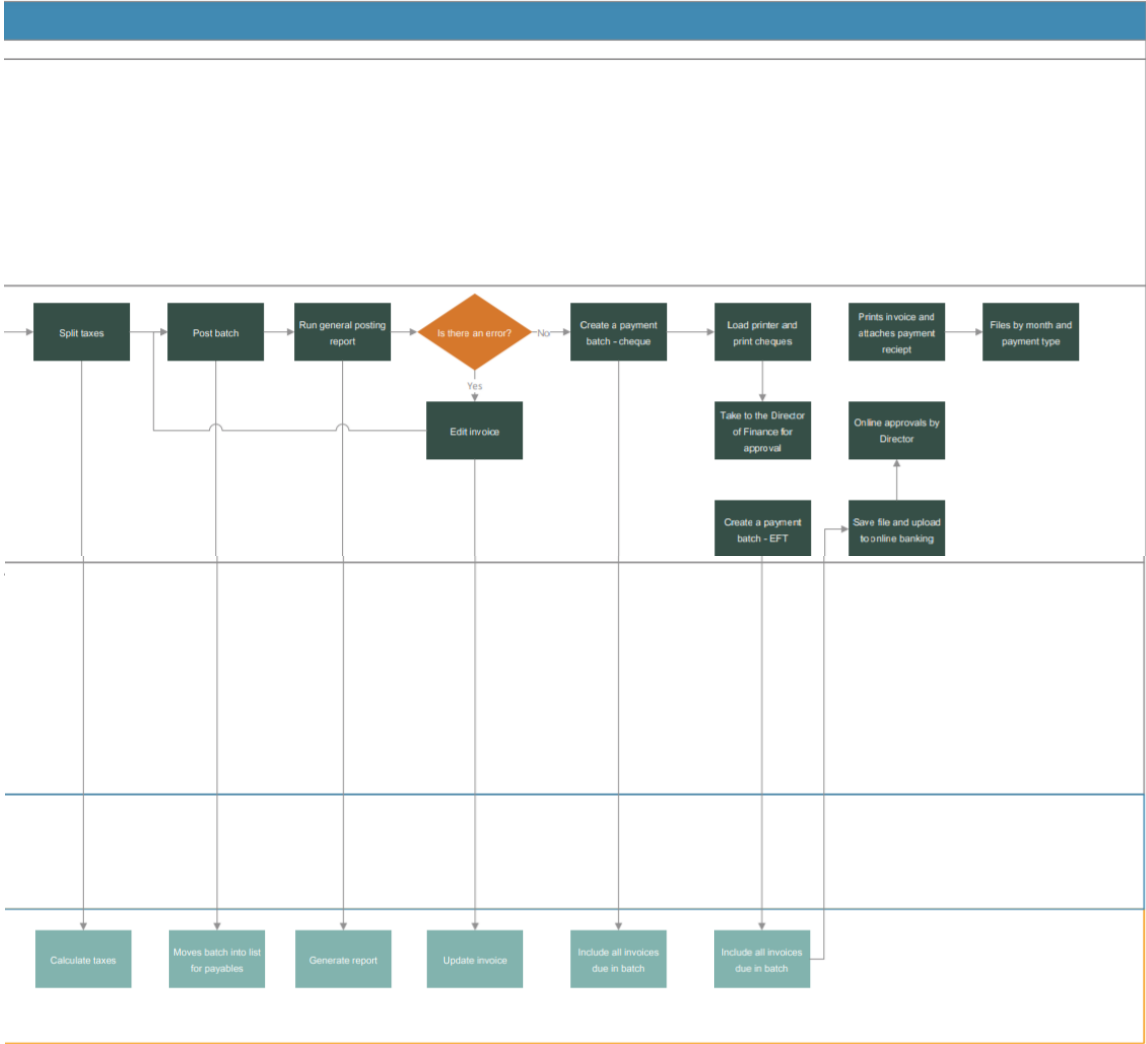 Split taxes
Post batch
Run general posting
report
Is there an error?
No
Create a payment
batch - cheque
Load printer and
print cheques
Prints invoice and
attaches payment
reciept
Files by month and
payment type
Yes
Edit invoice
Take to the Director
of Finance for
approval
Online approvals by
Director
Create a payment
batch - EFT
Save file and upload
to online banking
Calculate taxes
Moves batch into list
for payables
Generate report
Update invoice
Include all invoices
due in batch
Include all invoices
due in batch